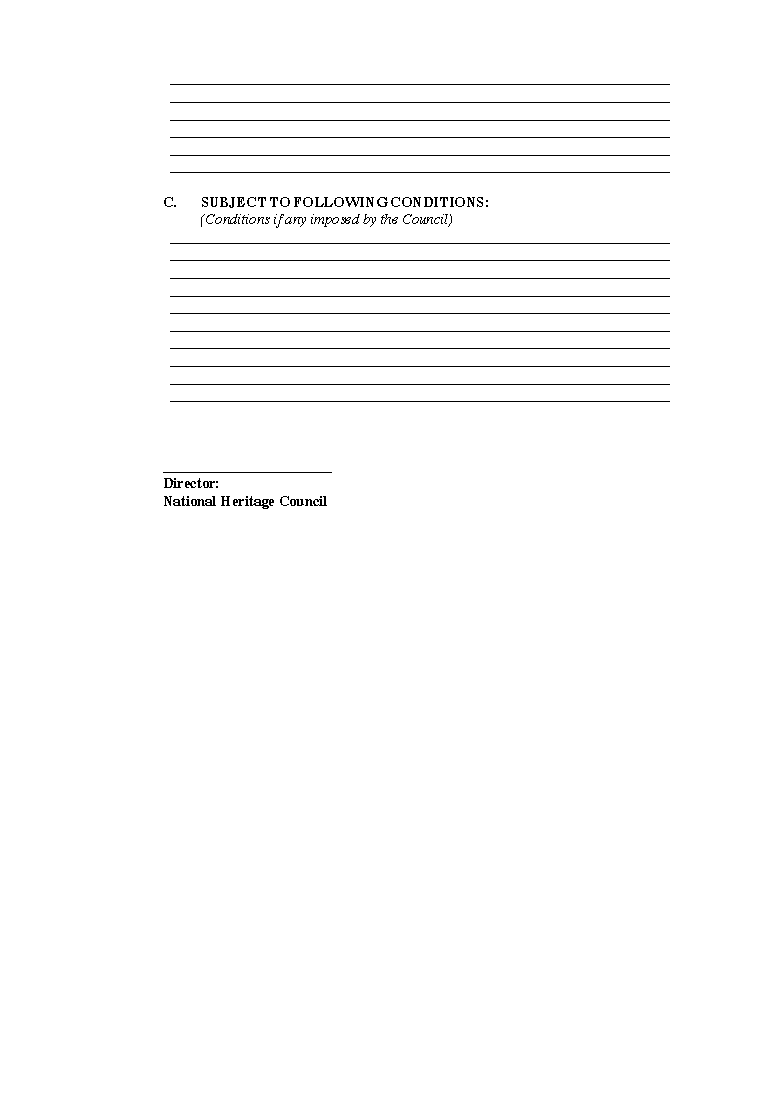 C. SUBJECT TO FOLLOWING CONDITIONS:
(Conditions if any imposed by the Council)
Director:
National Heritage Council